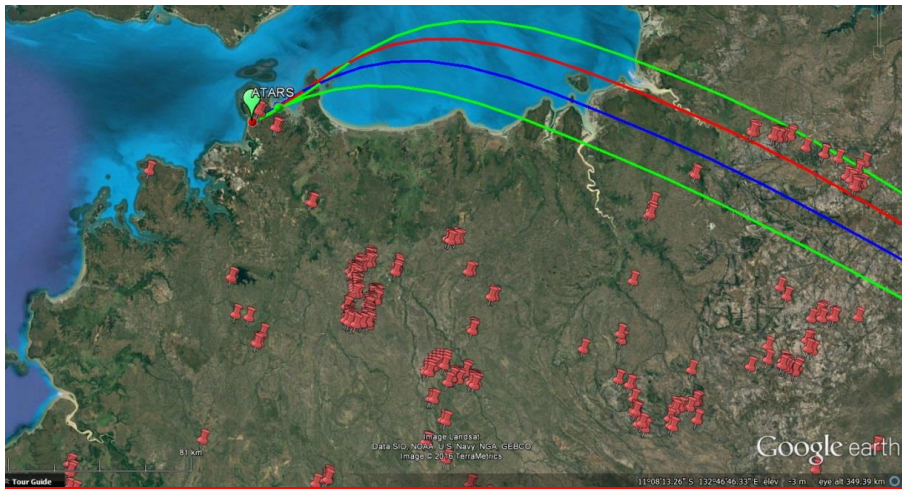 ATARS
Image Landsat
Data SIO, NOAA, U.S. Navy, NGA, GEBCO
Image © 2016 TerraMetrics
Google earth
81 km
Tour Guide
11°08'13.26" S 132°46'46.33" E elev -3 m eye alt 349.39 km